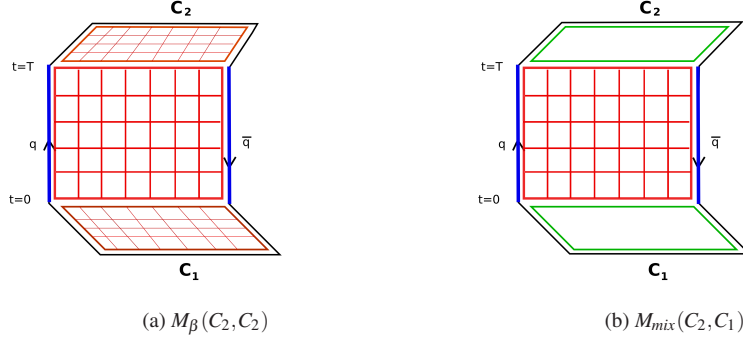 C₂
t=T
q
q̅
t=0
C₁
(a) M_β(C₂,C₂)
C₂
t=T
q
q̅
t=0
C₁
(b) M_mix(C₂,C₁)